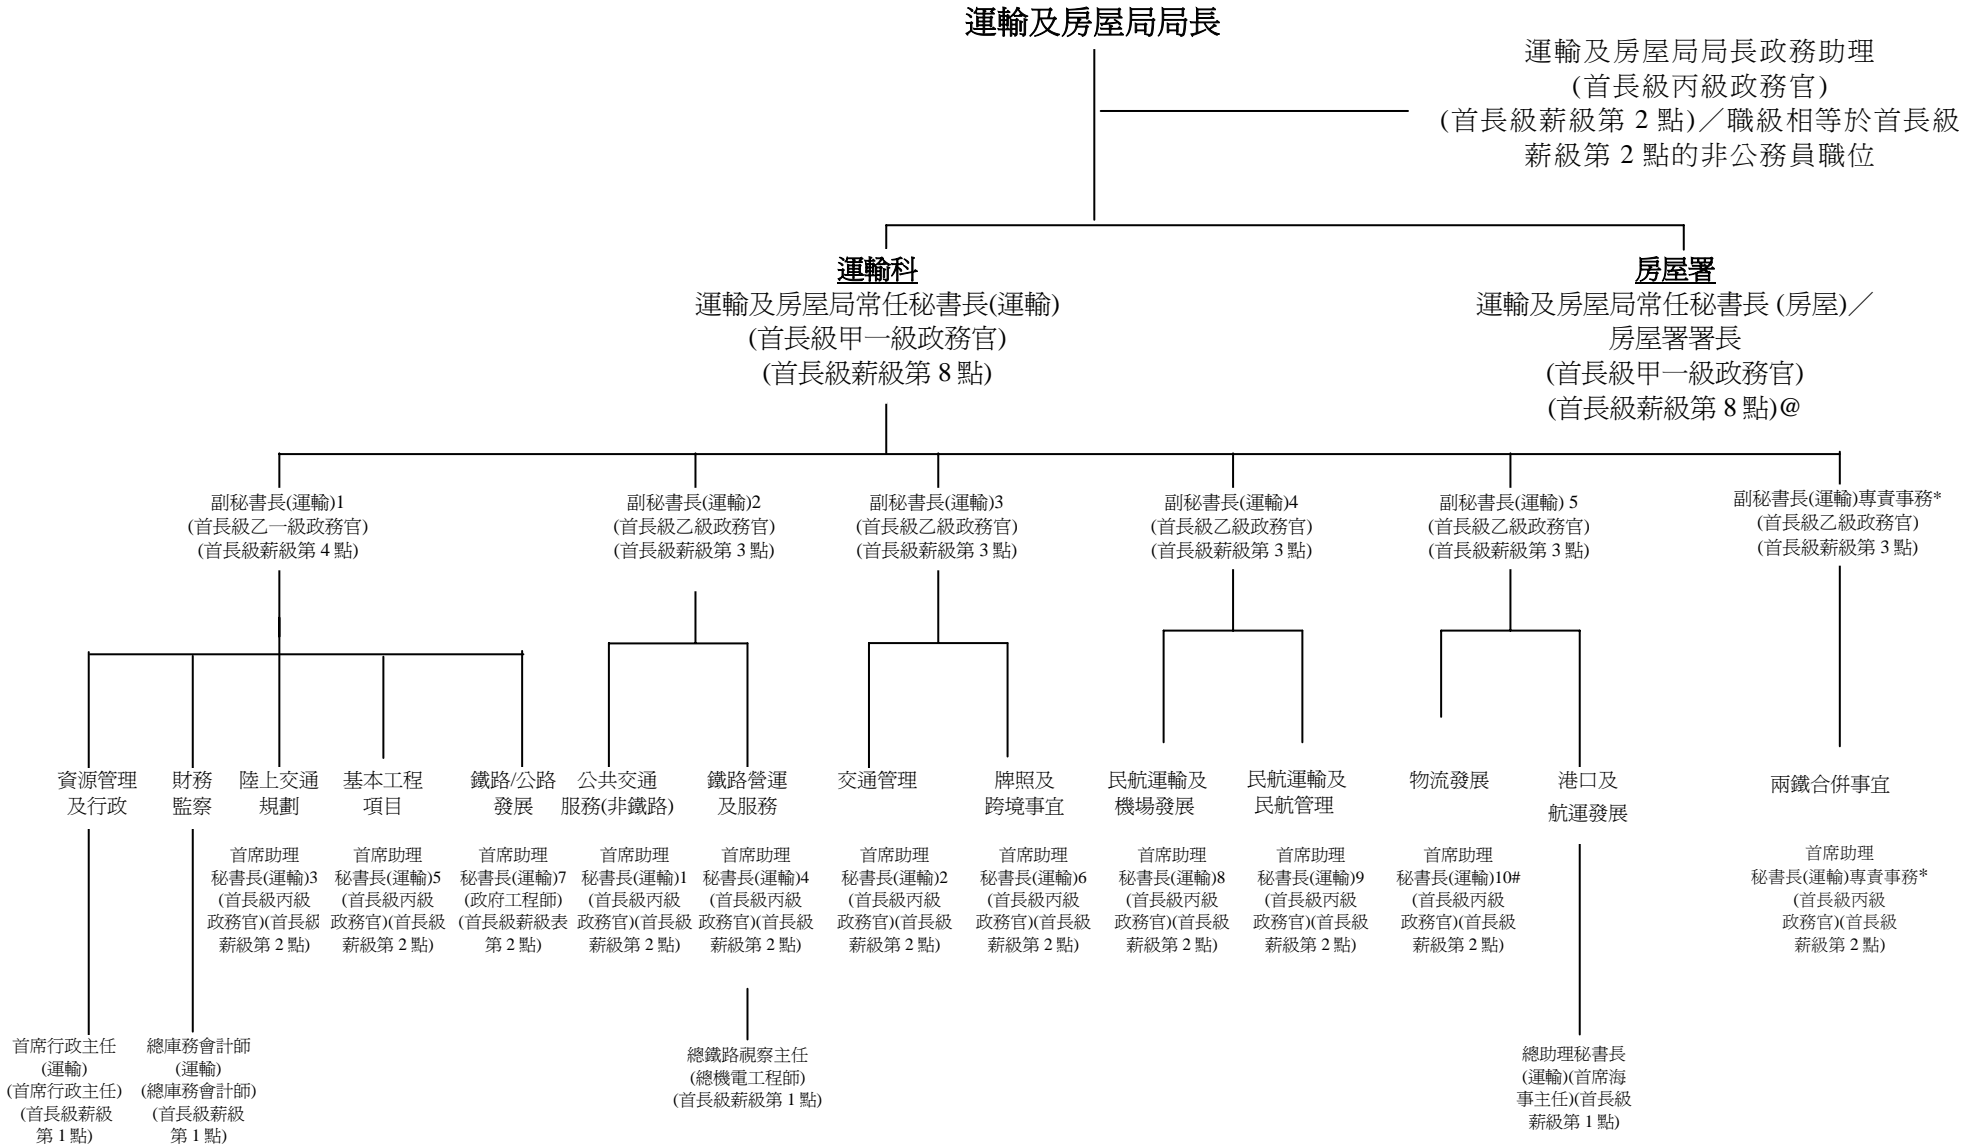 運輸及房屋局局長
運輸及房屋局局長政務助理
(首長級丙級政務官)
(首長級薪級第 2 點)／職級相等於首長級
薪級第 2 點的非公務員職位
運輸科
運輸及房屋局常任秘書長(運輸)
(首長級甲一級政務官)
(首長級薪級第 8 點)
房屋署
運輸及房屋局常任秘書長 (房屋)／
房屋署署長
(首長級甲一級政務官)
(首長級薪級第 8 點)@
副秘書長(運輸)1
(首長級乙一級政務官)
(首長級薪級第 4 點)
副秘書長(運輸)2
(首長級乙級政務官)
(首長級薪級第 3 點)
副秘書長(運輸)3
(首長級乙級政務官)
(首長級薪級第 3 點)
副秘書長(運輸)4
(首長級乙級政務官)
(首長級薪級第 3 點)
副秘書長(運輸) 5
(首長級乙級政務官)
(首長級薪級第 3 點)
副秘書長(運輸)專責事務*
(首長級乙級政務官)
(首長級薪級第 3 點)
資源管理
及行政
財務
監察
陸上交通
規劃
基本工程
項目
鐵路/公路
發展
公共交通
服務(非鐵路)
鐵路營運
及服務
交通管理
牌照及
跨境事宜
民航運輸及
機場發展
民航運輸及
民航管理
物流發展
港口及
航運發展
兩鐵合併事宜
首席助理
秘書長(運輸)3
(首長級丙級
政務官)(首長級
薪級第 2 點)
首席助理
秘書長(運輸)5
(首長級丙級
政務官)(首長級
薪級第 2 點)
首席助理
秘書長(運輸)7
(政府工程師)
(首長級薪級表
第 2 點)
首席助理
秘書長(運輸)1
(首長級丙級
政務官)(首長級
薪級第 2 點)
首席助理
秘書長(運輸)4
(首長級丙級
政務官)(首長級
薪級第 2 點)
首席助理
秘書長(運輸)2
(首長級丙級
政務官)(首長級
薪級第 2 點)
首席助理
秘書長(運輸)6
(首長級丙級
政務官)(首長級
薪級第 2 點)
首席助理
秘書長(運輸)8
(首長級丙級
政務官)(首長級
薪級第 2 點)
首席助理
秘書長(運輸)9
(首長級丙級
政務官)(首長級
薪級第 2 點)
首席助理
秘書長(運輸)10#
(首長級丙級
政務官)(首長級
薪級第 2 點)
首席助理
秘書長(運輸)專責事務*
(首長級丙級
政務官)(首長級
薪級第 2 點)
首席行政主任
(運輸)
(首席行政主任)
(首長級薪級
第 1 點)
總庫務會計師
(運輸)
(總庫務會計師)
(首長級薪級
第 1 點)
總鐵路視察主任
(總機電工程師)
(首長級薪級第 1 點)
總助理秘書長
(運輸)(首席海
事主任)(首長級
薪級第 1 點)